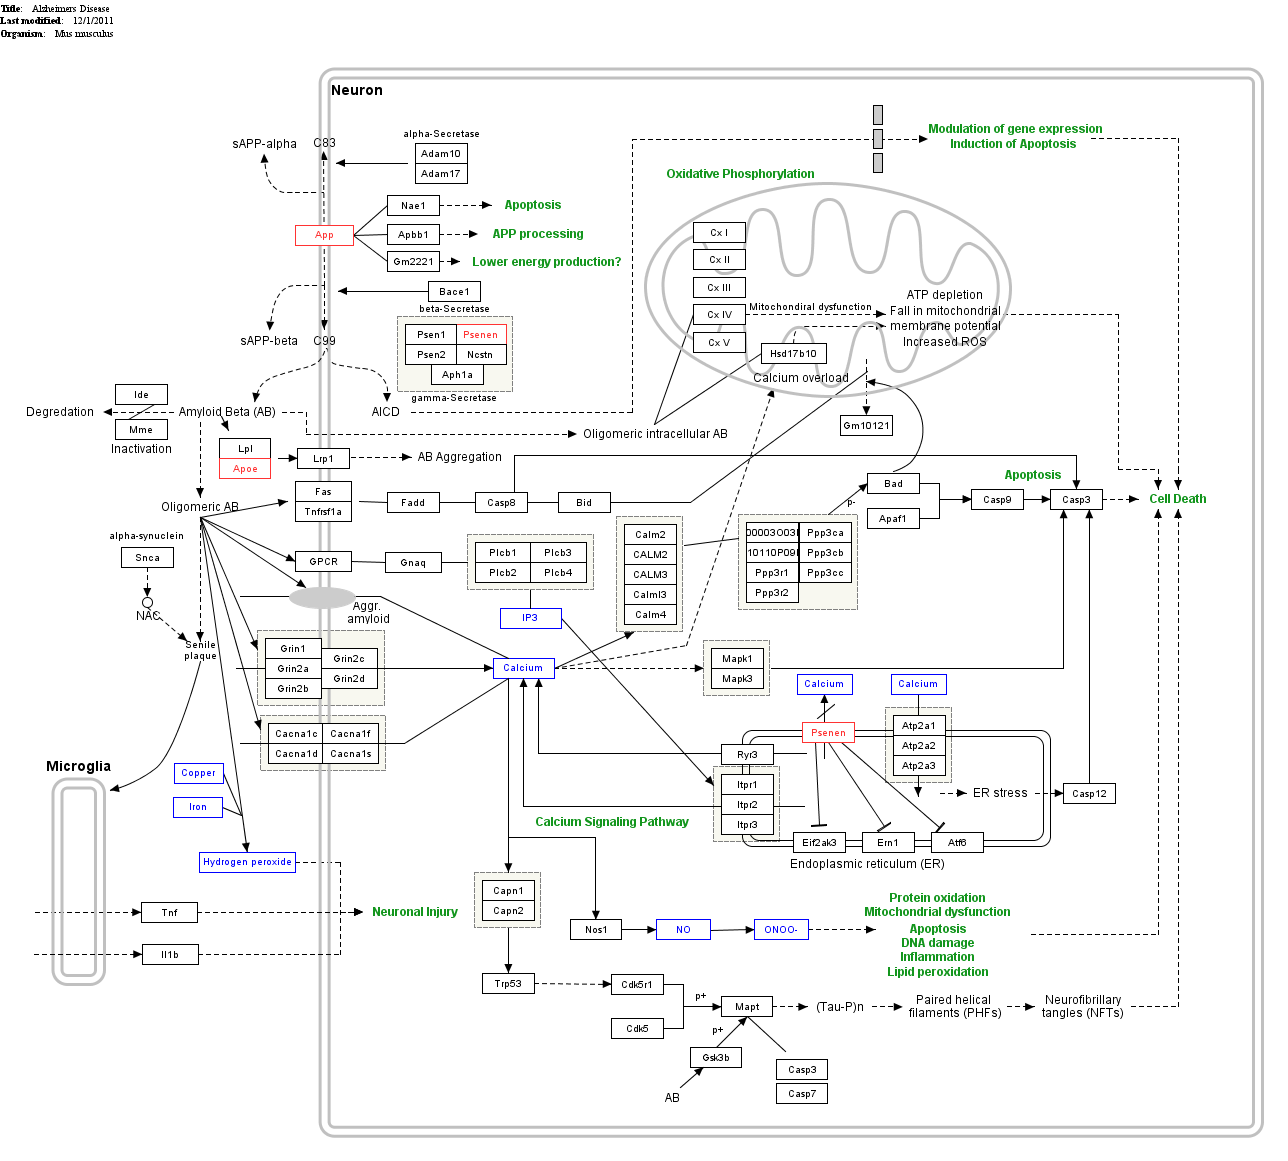 Title: Alzheimers Disease
Last modified: 12/1/2011
Organism: Mus musculus
Neuron
sAPP-alpha
C83
alpha-Secretase
Adam10
Adam17
Modulation of gene expression
Induction of Apoptosis
Oxidative Phosphorylation
Nae1
Apoptosis
App
Apbb1
APP processing
Gm2221
Lower energy production?
Cx I
Cx II
Cx III
Cx IV
Cx V
Mitochondiral dysfunction
ATP depletion
Fall in mitochondrial
membrane potential
Increased ROS
Hsd17b10
Calcium overload
Bace1
beta-Secretase
sAPP-beta
C99
Psen1
Psenen
Psen2
Ncstn
Aph1a
gamma-Secretase
Ide
Degredation
Amyloid Beta (AB)
AICD
Mme
Inactivation
Oligomeric intracellular AB
Gm10121
Lpl
Apoe
Lrp1
AB Aggregation
Fas
Tnfrsf1a
Fadd
Casp8
Bid
Bad
Apaf1
p-
Apoptosis
Casp9
Casp3
Cell Death
Oligomeric AB
alpha-synuclein
Snca
NAC
GPCR
Gnaq
Plcb1
Plcb3
Plcb2
Plcb4
Calm2
CALM2
CALM3
Calml3
Calm4
00003O03
Ppp3ca
10110P09
Ppp3cb
Ppp3r1
Ppp3cc
Ppp3r2
Aggr.
amyloid
IP3
Senile
plaque
Grin1
Grin2a
Grin2b
Grin2c
Grin2d
Calcium
Mapk1
Mapk3
Calcium
Calcium
Cacna1c
Cacna1f
Cacna1d
Cacna1s
Psenen
Atp2a1
Atp2a2
Atp2a3
Ryr3
Itpr1
Itpr2
Itpr3
ER stress
Casp12
Microglia
Copper
Iron
Hydrogen peroxide
Calcium Signaling Pathway
Eif2ak3
Ern1
Atf6
Endoplasmic reticulum (ER)
Capn1
Capn2
Tnf
Neuronal Injury
Il1b
Nos1
NO
ONOO-
Protein oxidation
Mitochondrial dysfunction
Apoptosis
DNA damage
Inflammation
Lipid peroxidation
Trp53
Cdk5r1
Cdk5
p+
Mapt
(Tau-P)n
Paired helical
filaments (PHFs)
Neurofibrillary
tangles (NFTs)
p+
Gsk3b
AB
Casp3
Casp7